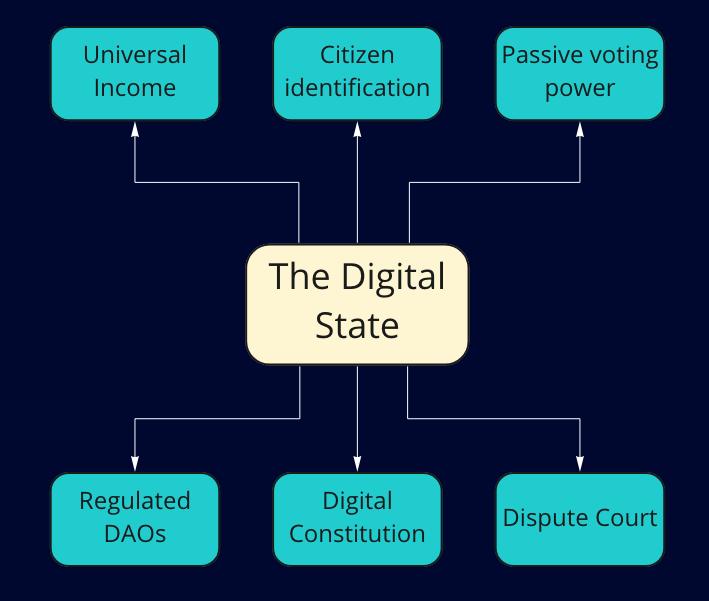 Universal
Income
Citizen
identification
Passive voting
power
The Digital
State
Regulated
DAOs
Digital
Constitution
Dispute Court